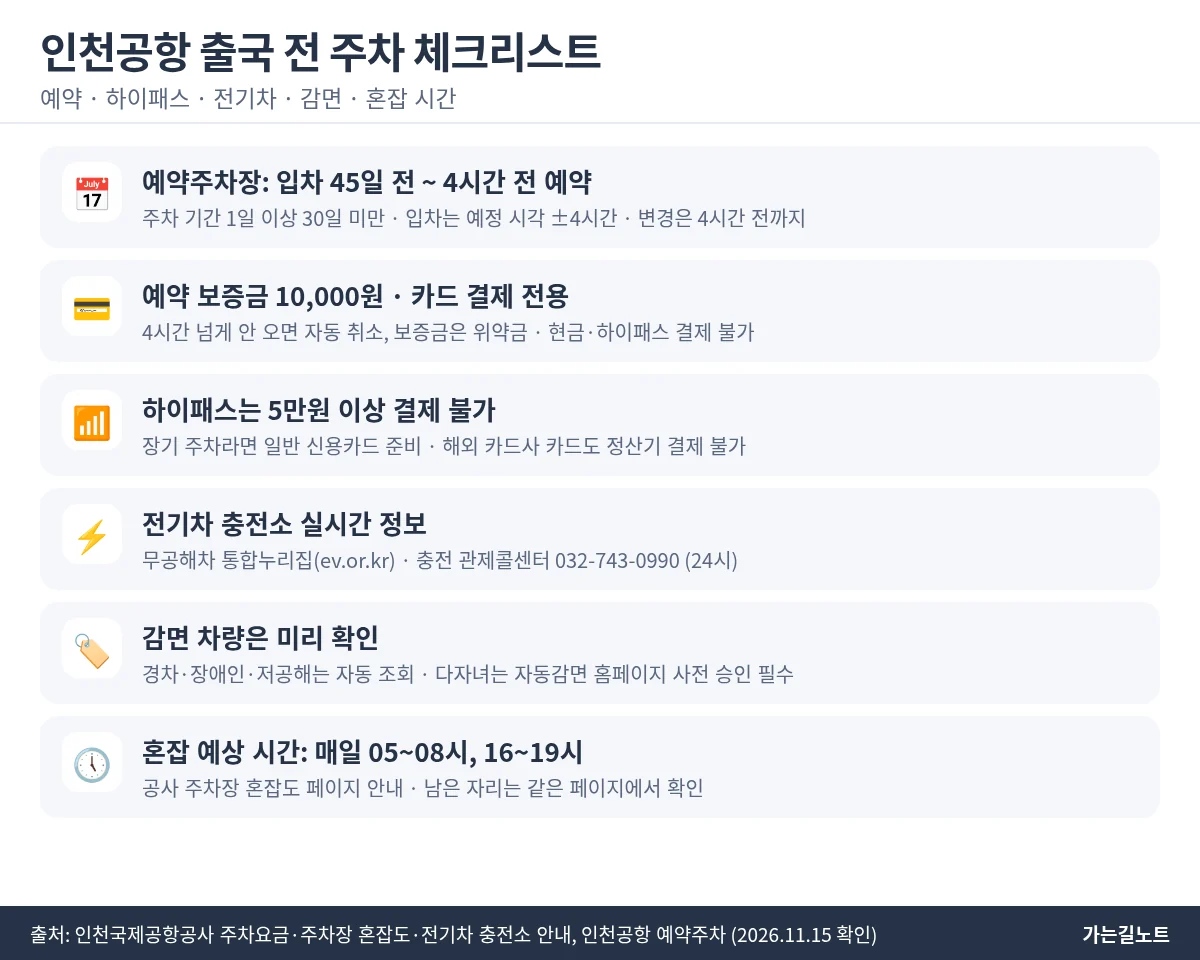 인천공항 출국 전 주차 체크리스트
예약 · 하이패스 · 전기차 · 감면 · 혼잡 시간
July
17
예약주차장: 입차 45일 전 ~ 4시간 전 예약
주차 기간 1일 이상 30일 미만 · 입차는 예정 시각 ±4시간 · 변경은 4시간 전까지
예약 보증금 10,000원 · 카드 결제 전용
4시간 넘게 안 오면 자동 취소, 보증금은 위약금 · 현금·하이패스 결제 불가
하이패스는 5만원 이상 결제 불가
장기 주차라면 일반 신용카드 준비 · 해외 카드사 카드도 정산기 결제 불가
전기차 충전소 실시간 정보
무공해차 통합누리집(ev.or.kr) · 충전 관제콜센터 032-743-0990 (24시)
감면 차량은 미리 확인
경차·장애인·저공해는 자동 조회 · 다자녀는 자동감면 홈페이지 사전 승인 필수
혼잡 예상 시간: 매일 05~08시, 16~19시
공사 주차장 혼잡도 페이지 안내 · 남은 자리는 같은 페이지에서 확인
출처: 인천국제공항공사 주차요금·주차장 혼잡도·전기차 충전소 안내, 인천공항 예약주차 (2026.11.15 확인)
가는길노트